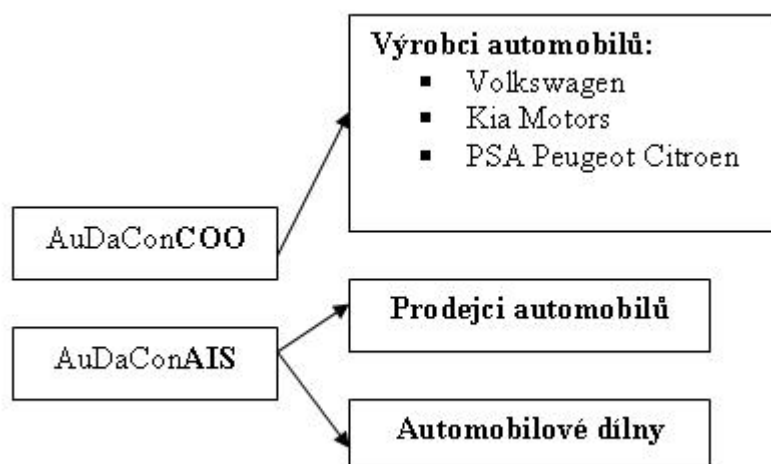 Výrobci automobilů:
▪ Volkswagen
▪ Kia Motors
▪ PSA Peugeot Citroen
AuDaConCOO
Prodejci automobilů
AuDaConAIS
Automobilové dílny